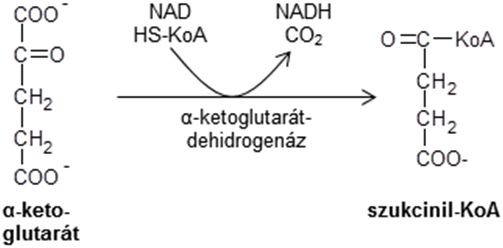 COO⁻
C=O
CH₂
CH₂
COO⁻
α-keto-
glutarát
NAD
HS-KoA
NADH
CO₂
α-ketoglutarát-
dehidrogenáz
O=C—KoA
CH₂
CH₂
COO-
szukcinil-KoA